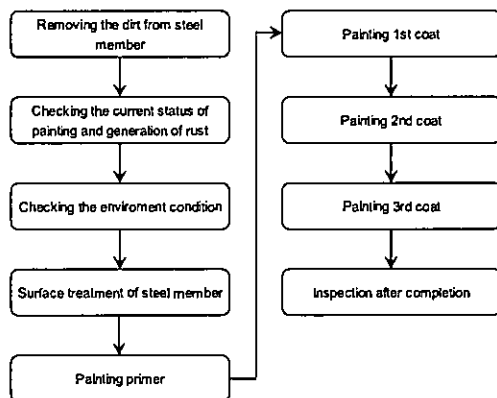 Removing the dirt from steel
member
Checking the current status of
painting and generation of rust
Checking the enviroment condition
Surface treatment of steel member
Painting primer
Painting 1st coat
Painting 2nd coat
Painting 3rd coat
Inspection after completion